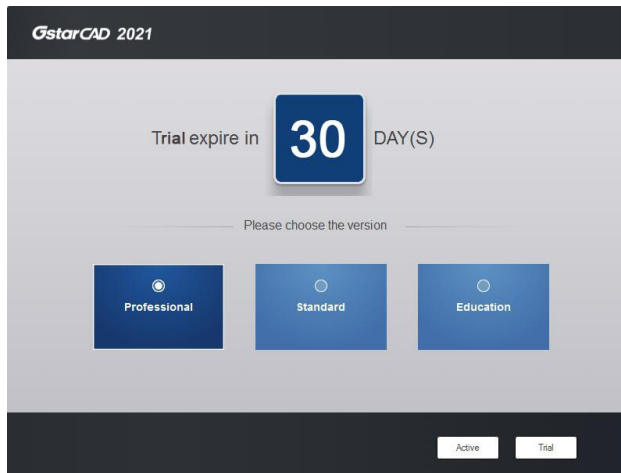 GstarCAD 2021
Trial expire in 30 DAY(S)
Please choose the version
Professional Standard Education
Active Trial